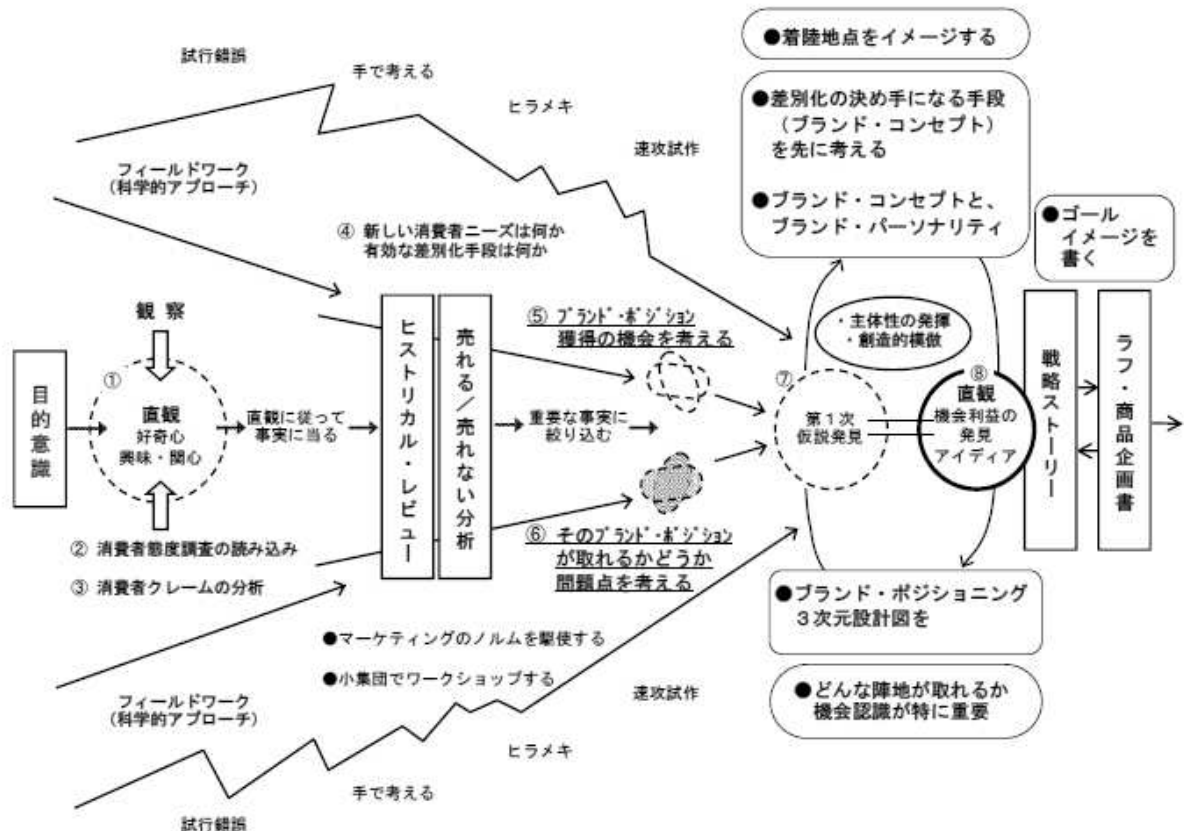 ●着陸地点をイメージする
試行錯誤
手で考える
ヒラメキ
速攻試作
●差別化の決め手になる手段
（ブランド・コンセプト）
を先に考える
●ブランド・コンセプトと、
ブランド・パーソナリティ
フィールドワーク
(科学的アプローチ)
④ 新しい消費者ニーズは何か
有効な差別化手段は何か
●ゴール
イメージを
書く
観 察
目的意識
①
直観
好奇心
興味・関心
直観に従って
事実に当る
② 消費者態度調査の読み込み
③ 消費者クレームの分析
ヒストリカル・レビュー
売れる／売れない分析
重要な事実に
絞り込む
⑤ ﾌﾞﾗﾝﾄﾞ･ﾎﾟｼﾞｼｮﾝ
獲得の機会を考える
⑥ そのﾌﾞﾗﾝﾄﾞ･ﾎﾟｼﾞｼｮﾝ
が取れるかどうか
問題点を考える
・主体性の発揮
・創造的模倣
⑦
第１次
仮説発見
⑧
直観
機会利益の
発見
アイディア
戦略ストーリー
ラフ・商品企画書
●ブランド・ポジショニング
３次元設計図を
●どんな陣地が取れるか
機会認識が特に重要
●マーケティングのノルムを駆使する
●小集団でワークショップする
フィールドワーク
(科学的アプローチ)
速攻試作
ヒラメキ
手で考える
試行錯誤